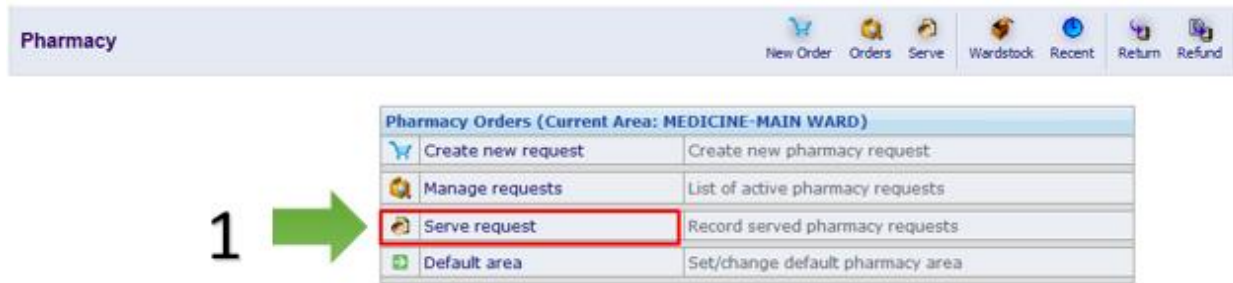 Pharmacy
New Order Orders Serve Wardstock Recent Return Refund
Pharmacy Orders (Current Area: MEDICINE-MAIN WARD)
Create new request Create new pharmacy request
Manage requests List of active pharmacy requests
1 Serve request Record served pharmacy requests
Default area Set/change default pharmacy area